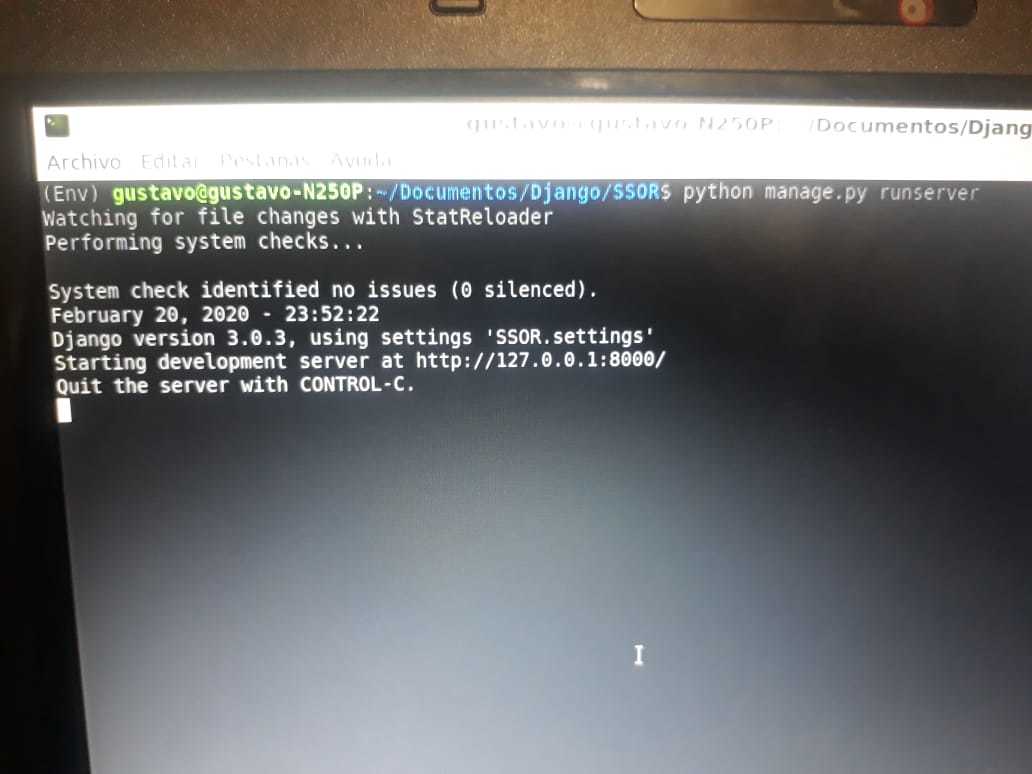 gustavo@gustavo-N250P: ~/Documentos/Djang
Archivo Editar Pestañas Ayuda
(Env) gustavo@gustavo-N250P:~/Documentos/Django/SSOR$ python manage.py runserver
Watching for file changes with StatReloader
Performing system checks...
System check identified no issues (0 silenced).
February 20, 2020 - 23:52:22
Django version 3.0.3, using settings 'SSOR.settings'
Starting development server at http://127.0.0.1:8000/
Quit the server with CONTROL-C.